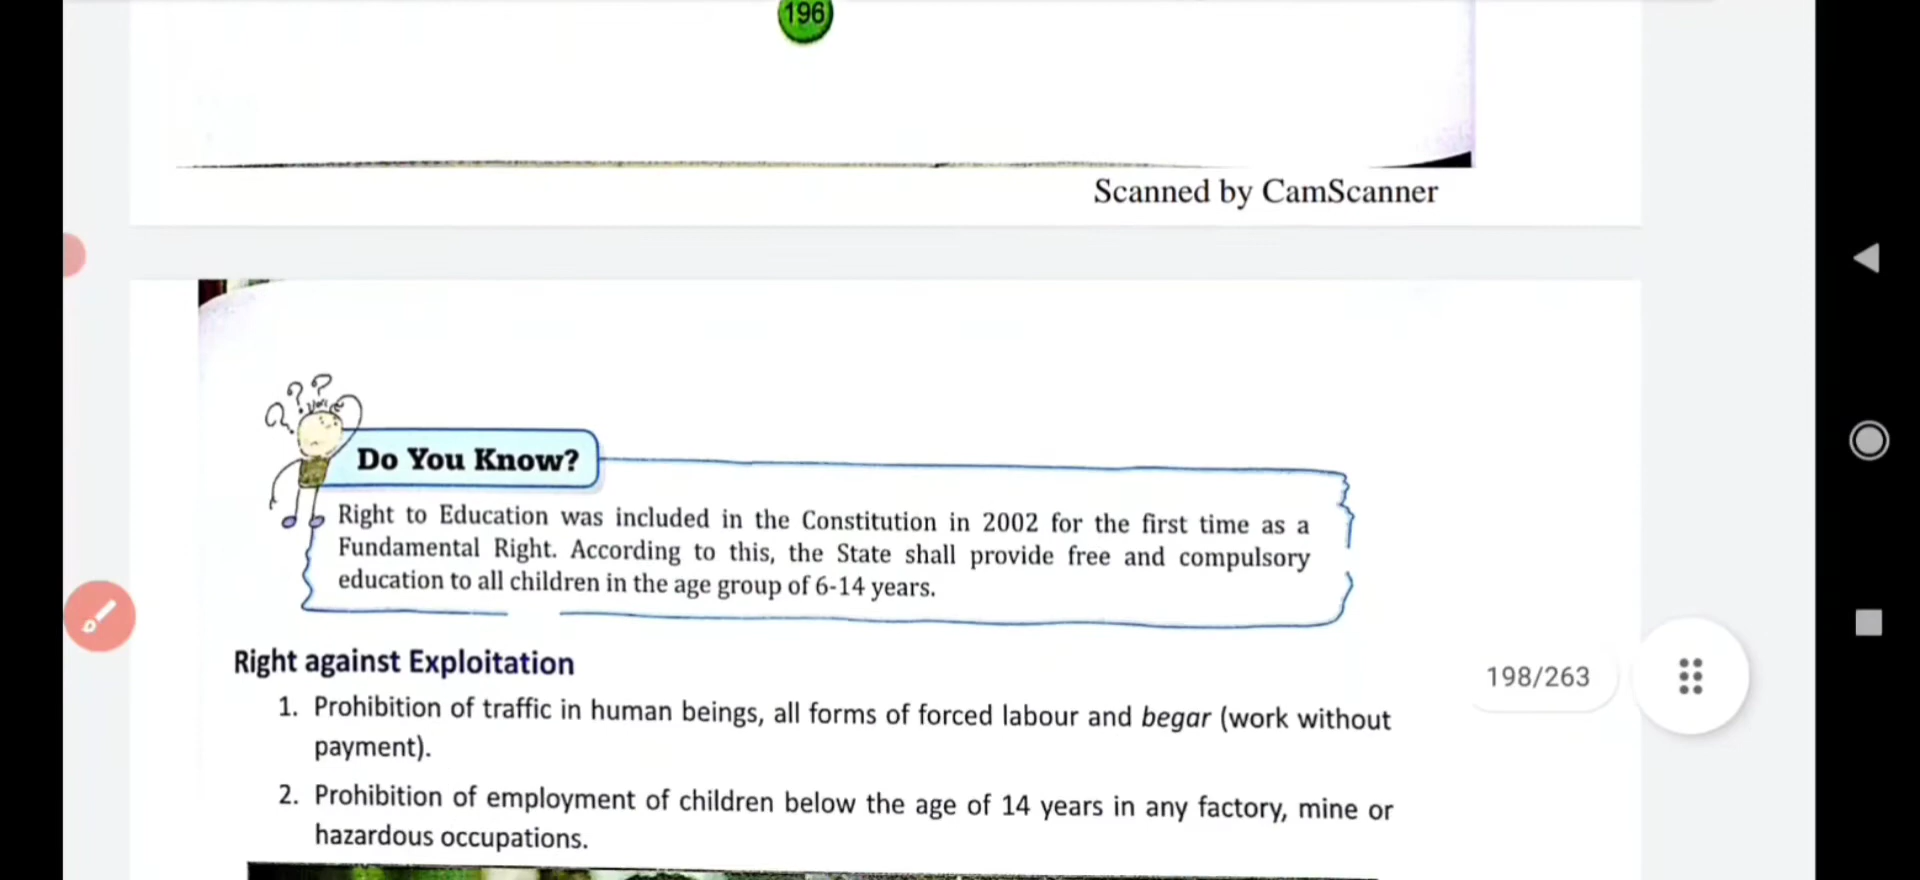 196
Scanned by CamScanner
Do You Know?
Right to Education was included in the Constitution in 2002 for the first time as a
Fundamental Right. According to this, the State shall provide free and compulsory
education to all children in the age group of 6-14 years.
Right against Exploitation
1. Prohibition of traffic in human beings, all forms of forced labour and begar (work without
payment).
2. Prohibition of employment of children below the age of 14 years in any factory, mine or
hazardous occupations.
198/263